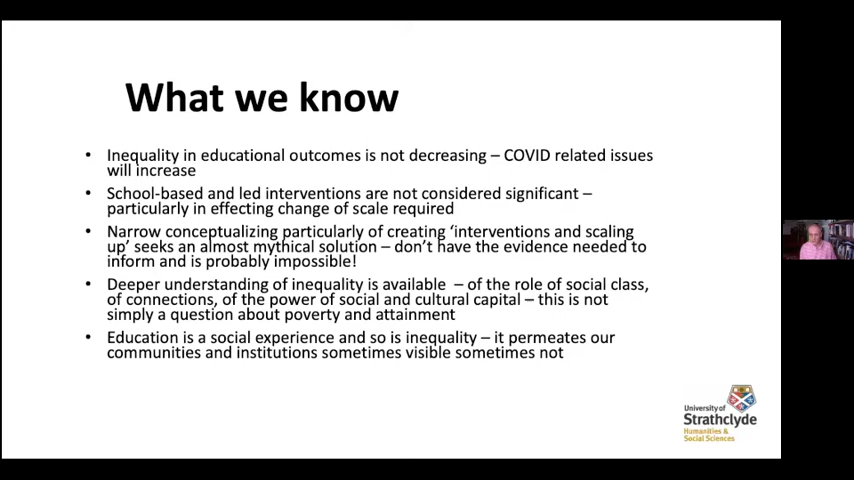 What we know
• Inequality in educational outcomes is not decreasing – COVID related issues
will increase
• School-based and led interventions are not considered significant –
particularly in effecting change of scale required
• Narrow conceptualizing particularly of creating ‘interventions and scaling
up’ seeks an almost mythical solution – don’t have the evidence needed to
inform and is probably impossible!
• Deeper understanding of inequality is available – of the role of social class,
of connections, of the power of social and cultural capital – this is not
simply a question about poverty and attainment
• Education is a social experience and so is inequality – it permeates our
communities and institutions sometimes visible sometimes not
University of
Strathclyde
Humanities &
Social Sciences